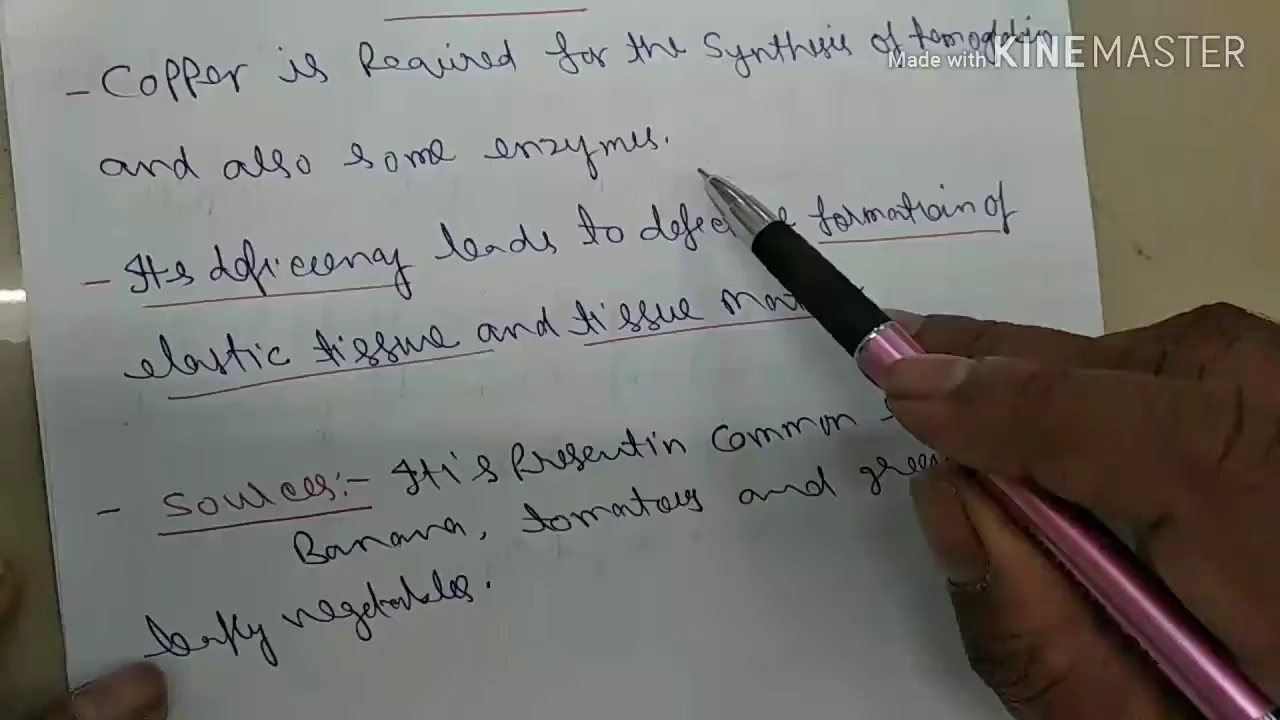 - Copper is Required for the Synthesis of
Made with KINEMASTER
and also some enzymes.
- Its deficiency leads to formation of
elastic tissue and tissue
- Sources:- It is Present in Common
Banana, tomatoes and green
leafy vegetables.